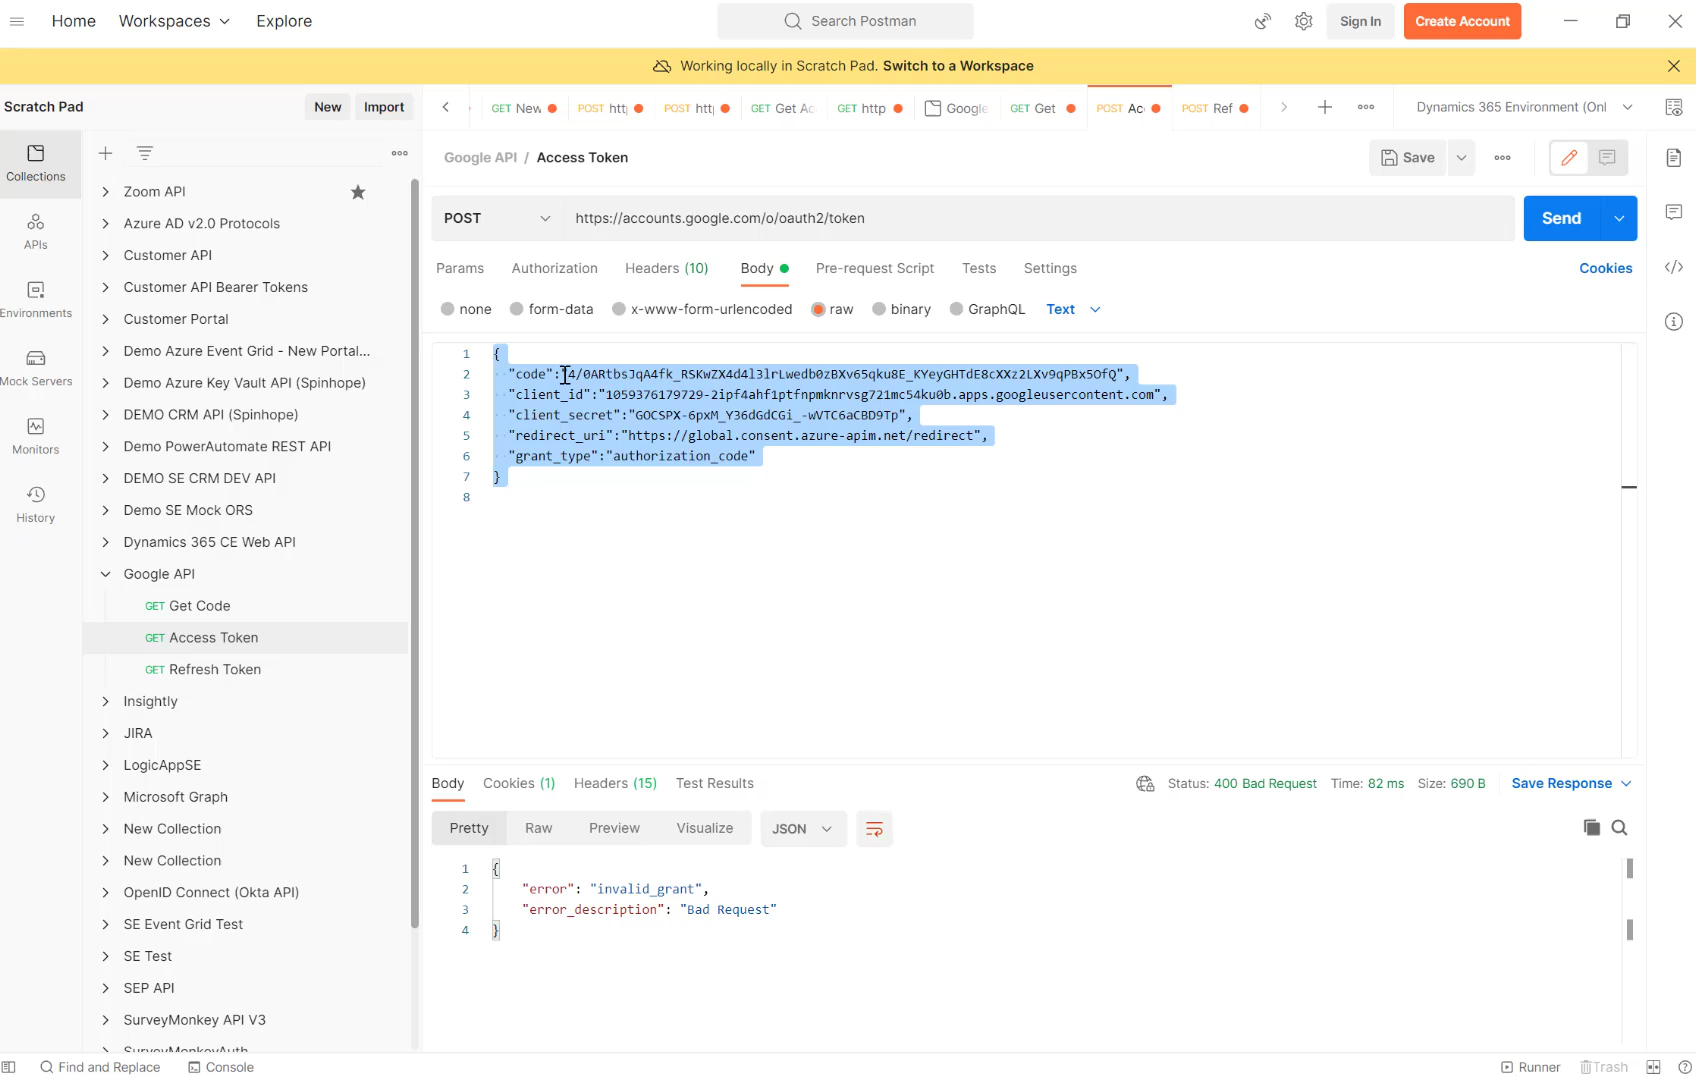 Home Workspaces Explore Search Postman Sign In Create Account
Working locally in Scratch Pad. Switch to a Workspace
Scratch Pad New Import GET New POST htt POST htt GET Get Ac GET http Google GET Get POST Ac POST Ref Dynamics 365 Environment (Onl
Google API / Access Token Save
Collections
APIs
Environments
Mock Servers
Monitors
History
Zoom API
Azure AD v2.0 Protocols
Customer API
Customer API Bearer Tokens
Customer Portal
Demo Azure Event Grid - New Portal...
Demo Azure Key Vault API (Spinhope)
DEMO CRM API (Spinhope)
Demo PowerAutomate REST API
DEMO SE CRM DEV API
Demo SE Mock ORS
Dynamics 365 CE Web API
Google API
GET Get Code
GET Access Token
GET Refresh Token
Insightly
JIRA
LogicAppSE
Microsoft Graph
New Collection
New Collection
OpenID Connect (Okta API)
SE Event Grid Test
SE Test
SEP API
SurveyMonkey API V3
SurveyMonkeyAuth
POST https://accounts.google.com/o/oauth2/token Send
Params Authorization Headers (10) Body Pre-request Script Tests Settings Cookies
none form-data x-www-form-urlencoded raw binary GraphQL Text
1 {
2 "code":"4/0ARtbsJqA4fk_RSKwZX4d4l3lrLwedb0zBXv65qku8E_KYeyGHTdE8cXXz2LXv9qPBx5OfQ",
3 "client_id":"1059376179729-2ipf4ahf1ptfnpmknrvsg721mc54ku0b.apps.googleusercontent.com",
4 "client_secret":"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",
5 "redirect_uri":"https://global.consent.azure-apim.net/redirect",
6 "grant_type":"authorization_code"
7 }
8
Body Cookies (1) Headers (15) Test Results Status: 400 Bad Request Time: 82 ms Size: 690 B Save Response
Pretty Raw Preview Visualize JSON
1 {
2 "error": "invalid_grant",
3 "error_description": "Bad Request"
4 }
Find and Replace Console Runner Trash